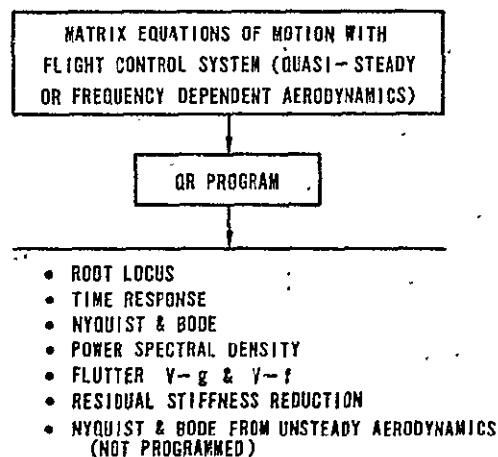 MATRIX EQUATIONS OF MOTION WITH
FLIGHT CONTROL SYSTEM (QUASI-STEADY
OR FREQUENCY DEPENDENT AERODYNAMICS)
QR PROGRAM
• ROOT LOCUS
• TIME RESPONSE
• NYQUIST & BODE
• POWER SPECTRAL DENSITY
• FLUTTER V-g & V-f
• RESIDUAL STIFFNESS REDUCTION
• NYQUIST & BODE FROM UNSTEADY AERODYNAMICS
(NOT PROGRAMMED)